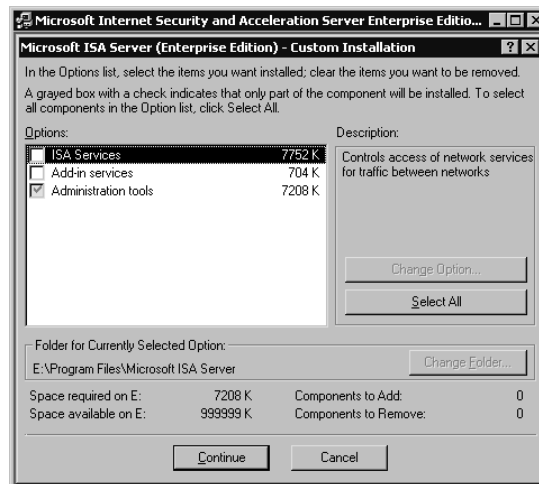 Microsoft Internet Security and Acceleration Server Enterprise Editio...
Microsoft ISA Server (Enterprise Edition) - Custom Installation
In the Options list, select the items you want installed; clear the items you want to be removed.
A grayed box with a check indicates that only part of the component will be installed. To select
all components in the Option list, click Select All.
Options:
Description:
ISA Services 7752 K
Add-in services 704 K
Administration tools 7208 K
Controls access of network services
for traffic between networks
Change Option...
Select All
Folder for Currently Selected Option:
E:\Program Files\Microsoft ISA Server
Change Folder...
Space required on E: 7208 K Components to Add: 0
Space available on E: 999999 K Components to Remove: 0
Continue Cancel